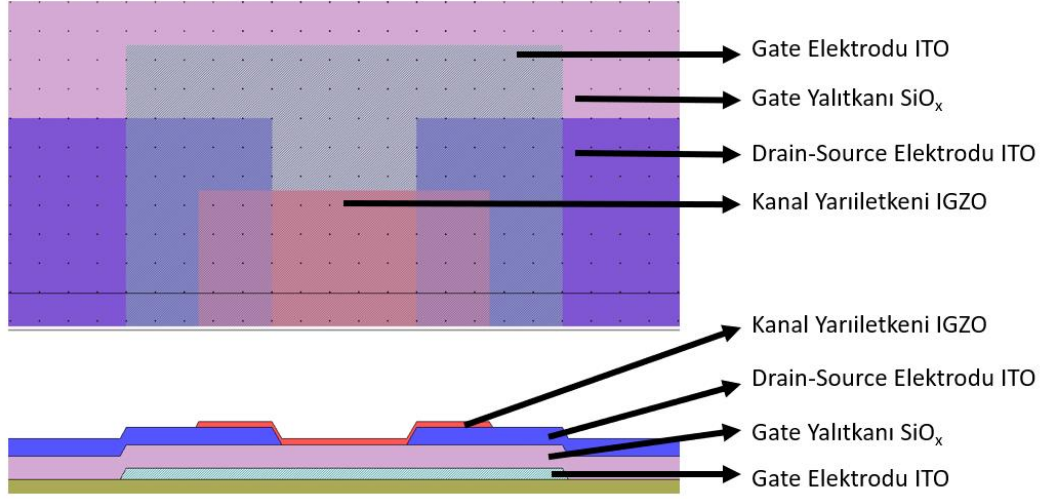 Gate Elektrodu ITO
Gate Yalıtkanı SiOₓ
Drain-Source Elektrodu ITO
Kanal Yarıiletkeni IGZO
Kanal Yarıiletkeni IGZO
Drain-Source Elektrodu ITO
Gate Yalıtkanı SiOₓ
Gate Elektrodu ITO